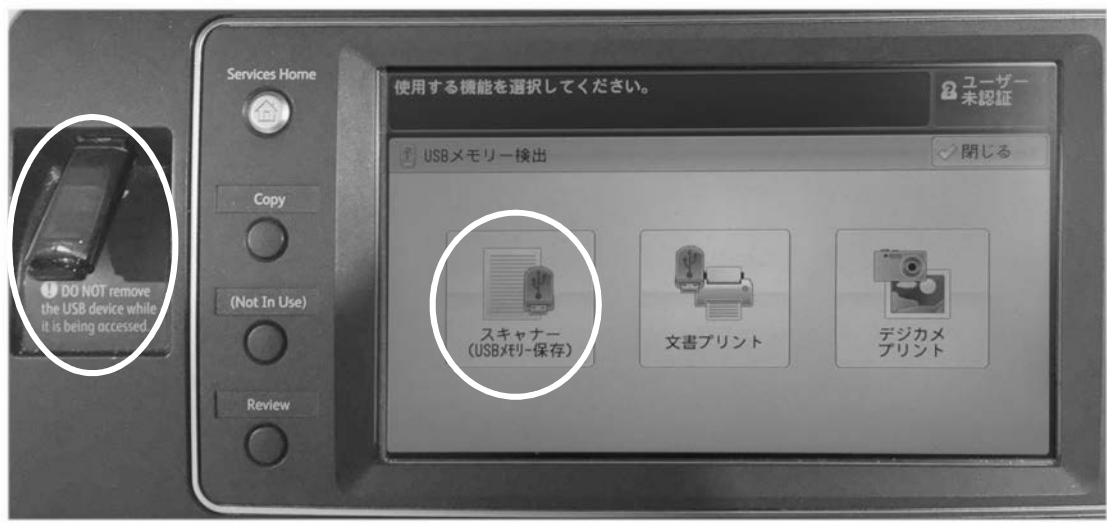 Services Home
Copy
(Not In Use)
Review
! DO NOT remove
the USB device while
it is being accessed.
使用する機能を選択してください。
ユーザー
未認証
USBメモリー検出
閉じる
スキャナー
(USBメモリー保存)
文書プリント
デジカメ
プリント